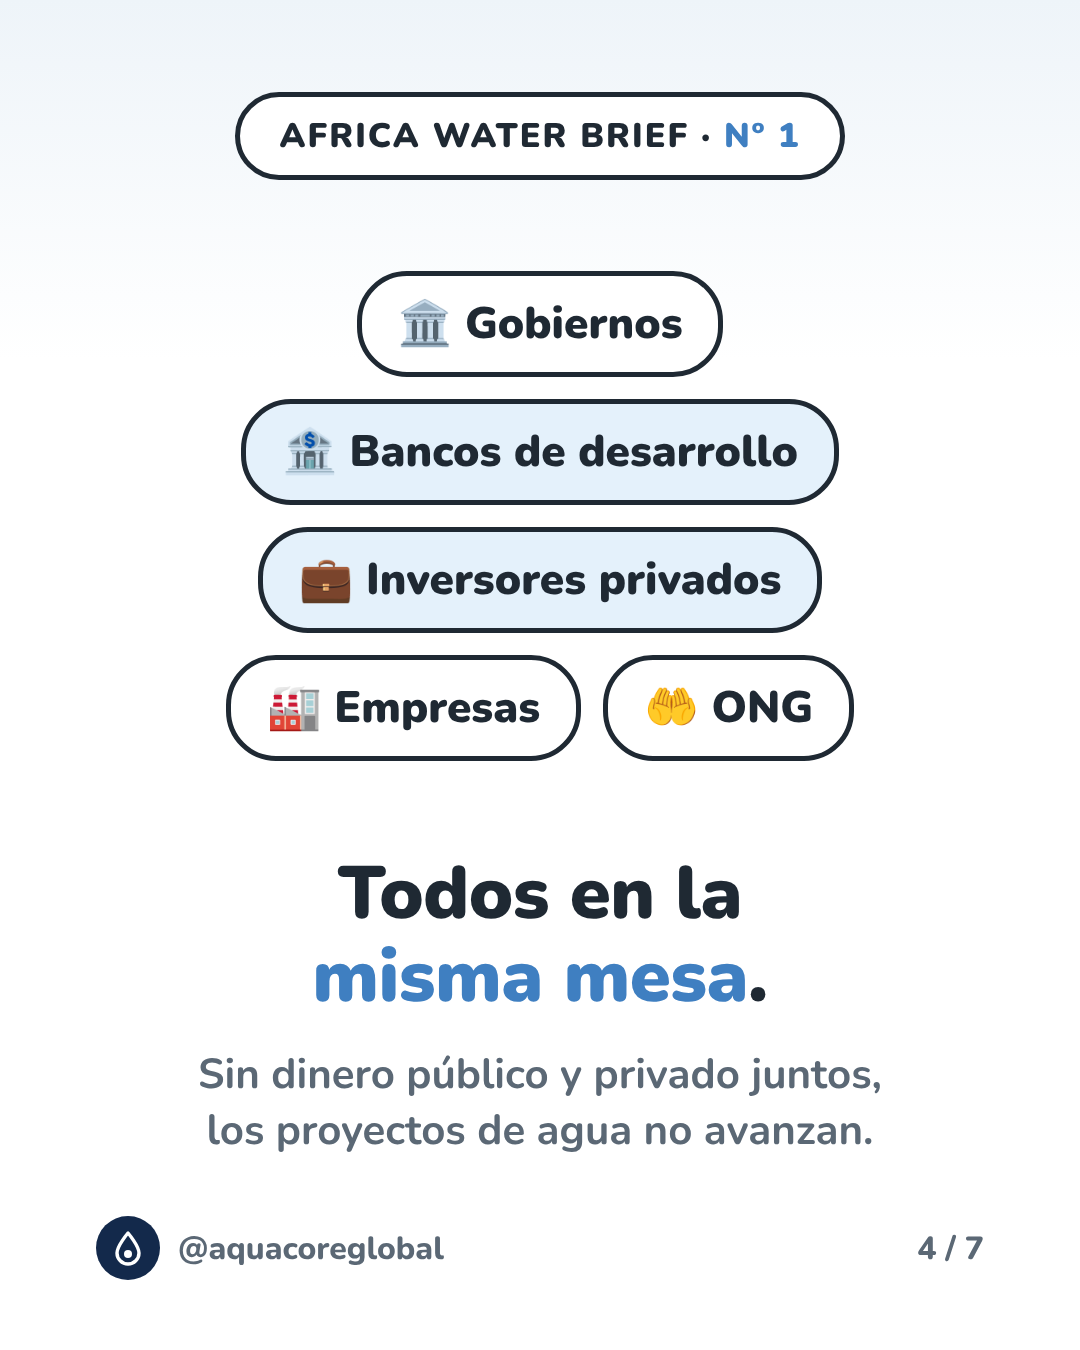 AFRICA WATER BRIEF · Nº 1
Gobiernos
Bancos de desarrollo
Inversores privados
Empresas
ONG
Todos en la
misma mesa.
Sin dinero público y privado juntos,
los proyectos de agua no avanzan.
@aquacoreglobal
4 / 7